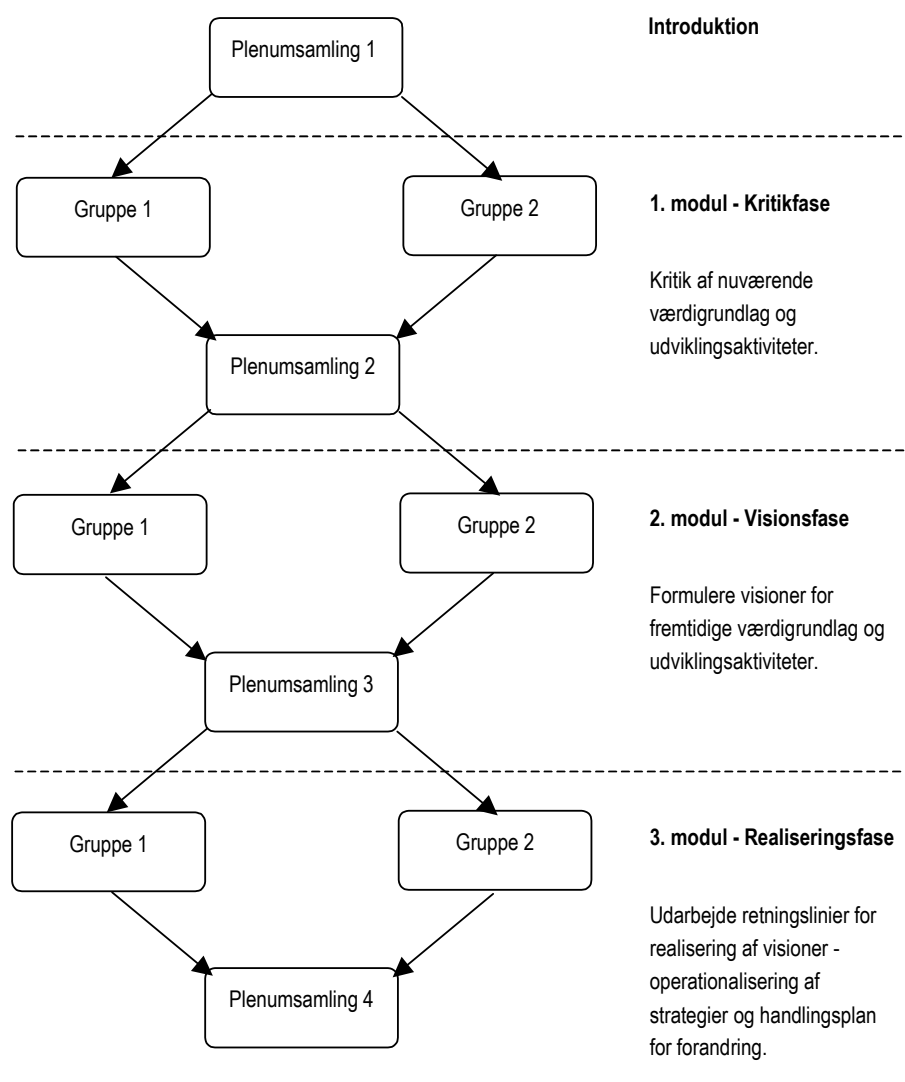 Introduktion
Plenumsamling 1
Gruppe 1
Gruppe 2
1. modul - Kritikfase
Kritik af nuværende
værdigrundlag og
udviklingsaktiviteter.
Plenumsamling 2
Gruppe 1
Gruppe 2
2. modul - Visionsfase
Formulere visioner for
fremtidige værdigrundlag og
udviklingsaktiviteter.
Plenumsamling 3
Gruppe 1
Gruppe 2
3. modul - Realiseringsfase
Udarbejde retningslinier for
realisering af visioner -
operationalisering af
strategier og handlingsplan
for forandring.
Plenumsamling 4